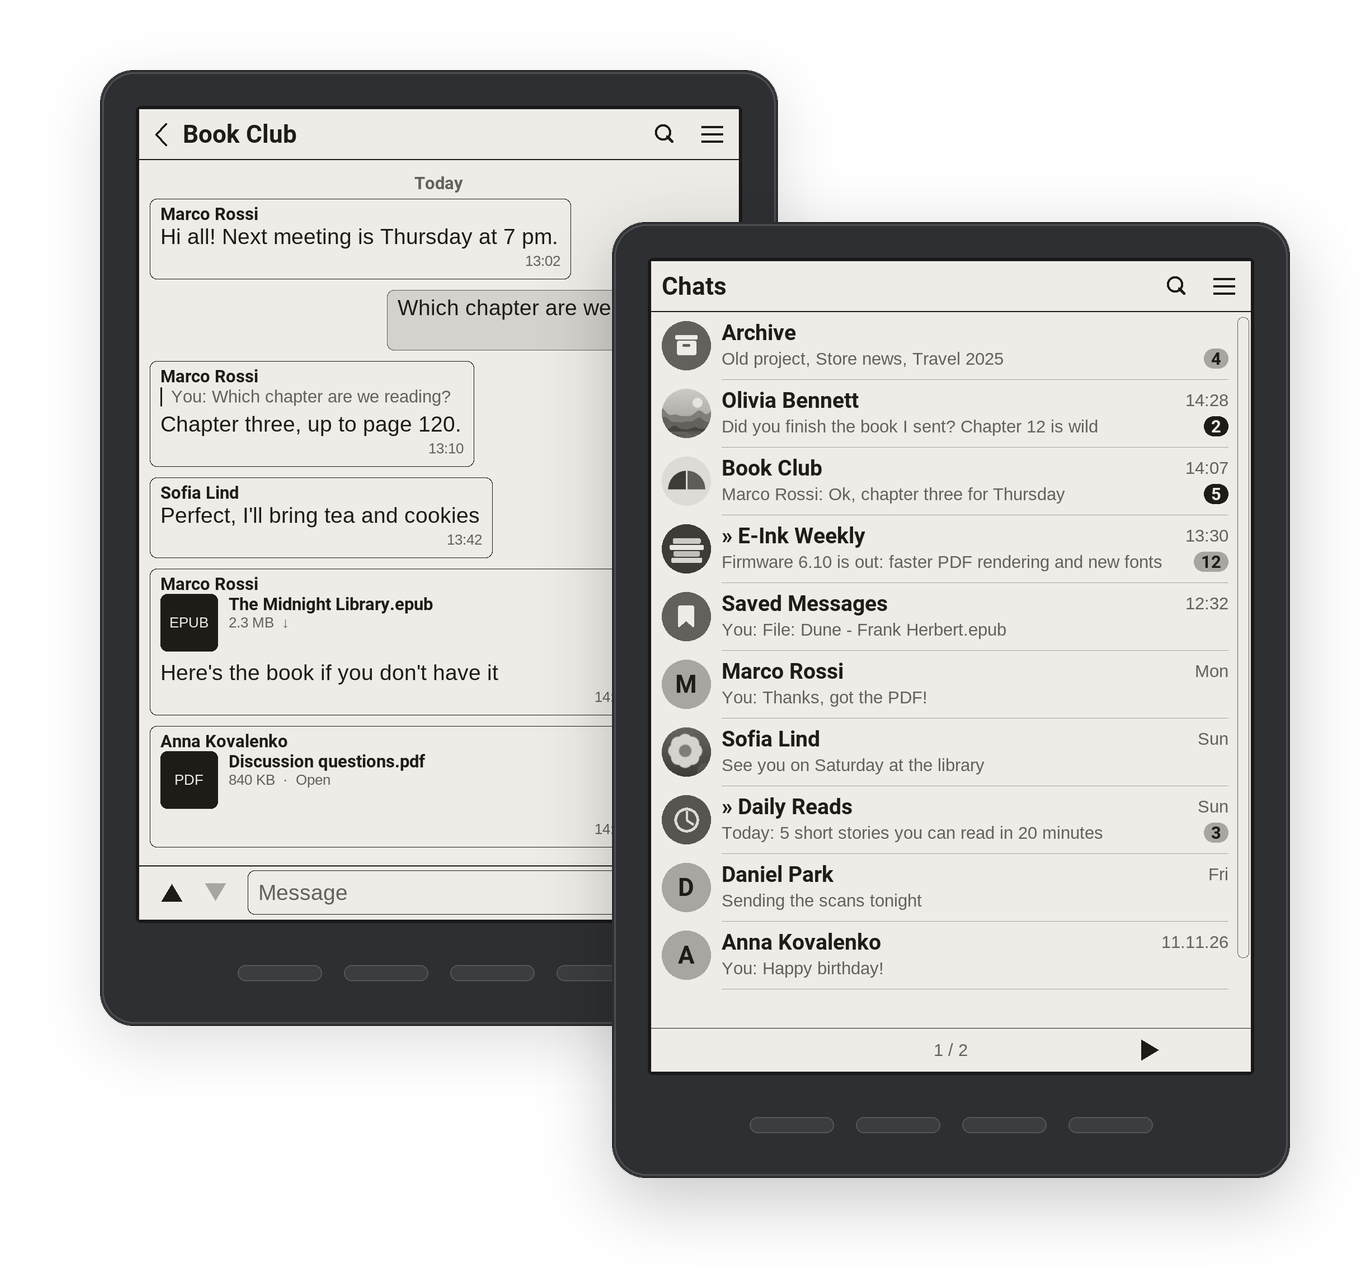 Book Club
Today
Marco Rossi
Hi all! Next meeting is Thursday at 7 pm.
13:02
Which chapter are we
Marco Rossi
You: Which chapter are we reading?
Chapter three, up to page 120.
13:10
Sofia Lind
Perfect, I'll bring tea and cookies
13:42
Marco Rossi
EPUB
The Midnight Library.epub
2.3 MB ↓
Here's the book if you don't have it
14:
Anna Kovalenko
PDF
Discussion questions.pdf
840 KB · Open
14:
Message
Chats
Archive
Old project, Store news, Travel 2025
4
Olivia Bennett
14:28
Did you finish the book I sent? Chapter 12 is wild
2
Book Club
14:07
Marco Rossi: Ok, chapter three for Thursday
5
» E-Ink Weekly
13:30
Firmware 6.10 is out: faster PDF rendering and new fonts
12
Saved Messages
12:32
You: File: Dune - Frank Herbert.epub
M
Marco Rossi
Mon
You: Thanks, got the PDF!
Sofia Lind
Sun
See you on Saturday at the library
» Daily Reads
Sun
Today: 5 short stories you can read in 20 minutes
3
D
Daniel Park
Fri
Sending the scans tonight
A
Anna Kovalenko
11.11.26
You: Happy birthday!
1 / 2